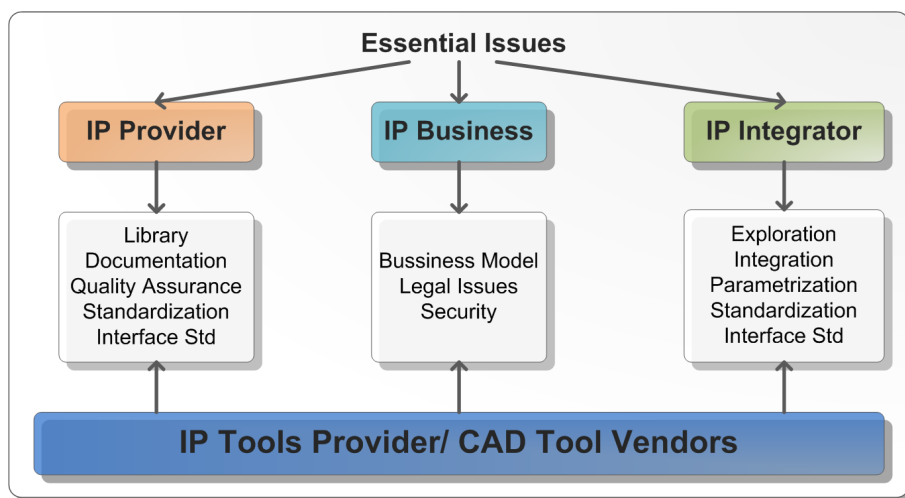 Essential Issues
IP Provider
IP Business
IP Integrator
Library
Documentation
Quality Assurance
Standardization
Interface Std
Bussiness Model
Legal Issues
Security
Exploration
Integration
Parametrization
Standardization
Interface Std
IP Tools Provider/ CAD Tool Vendors